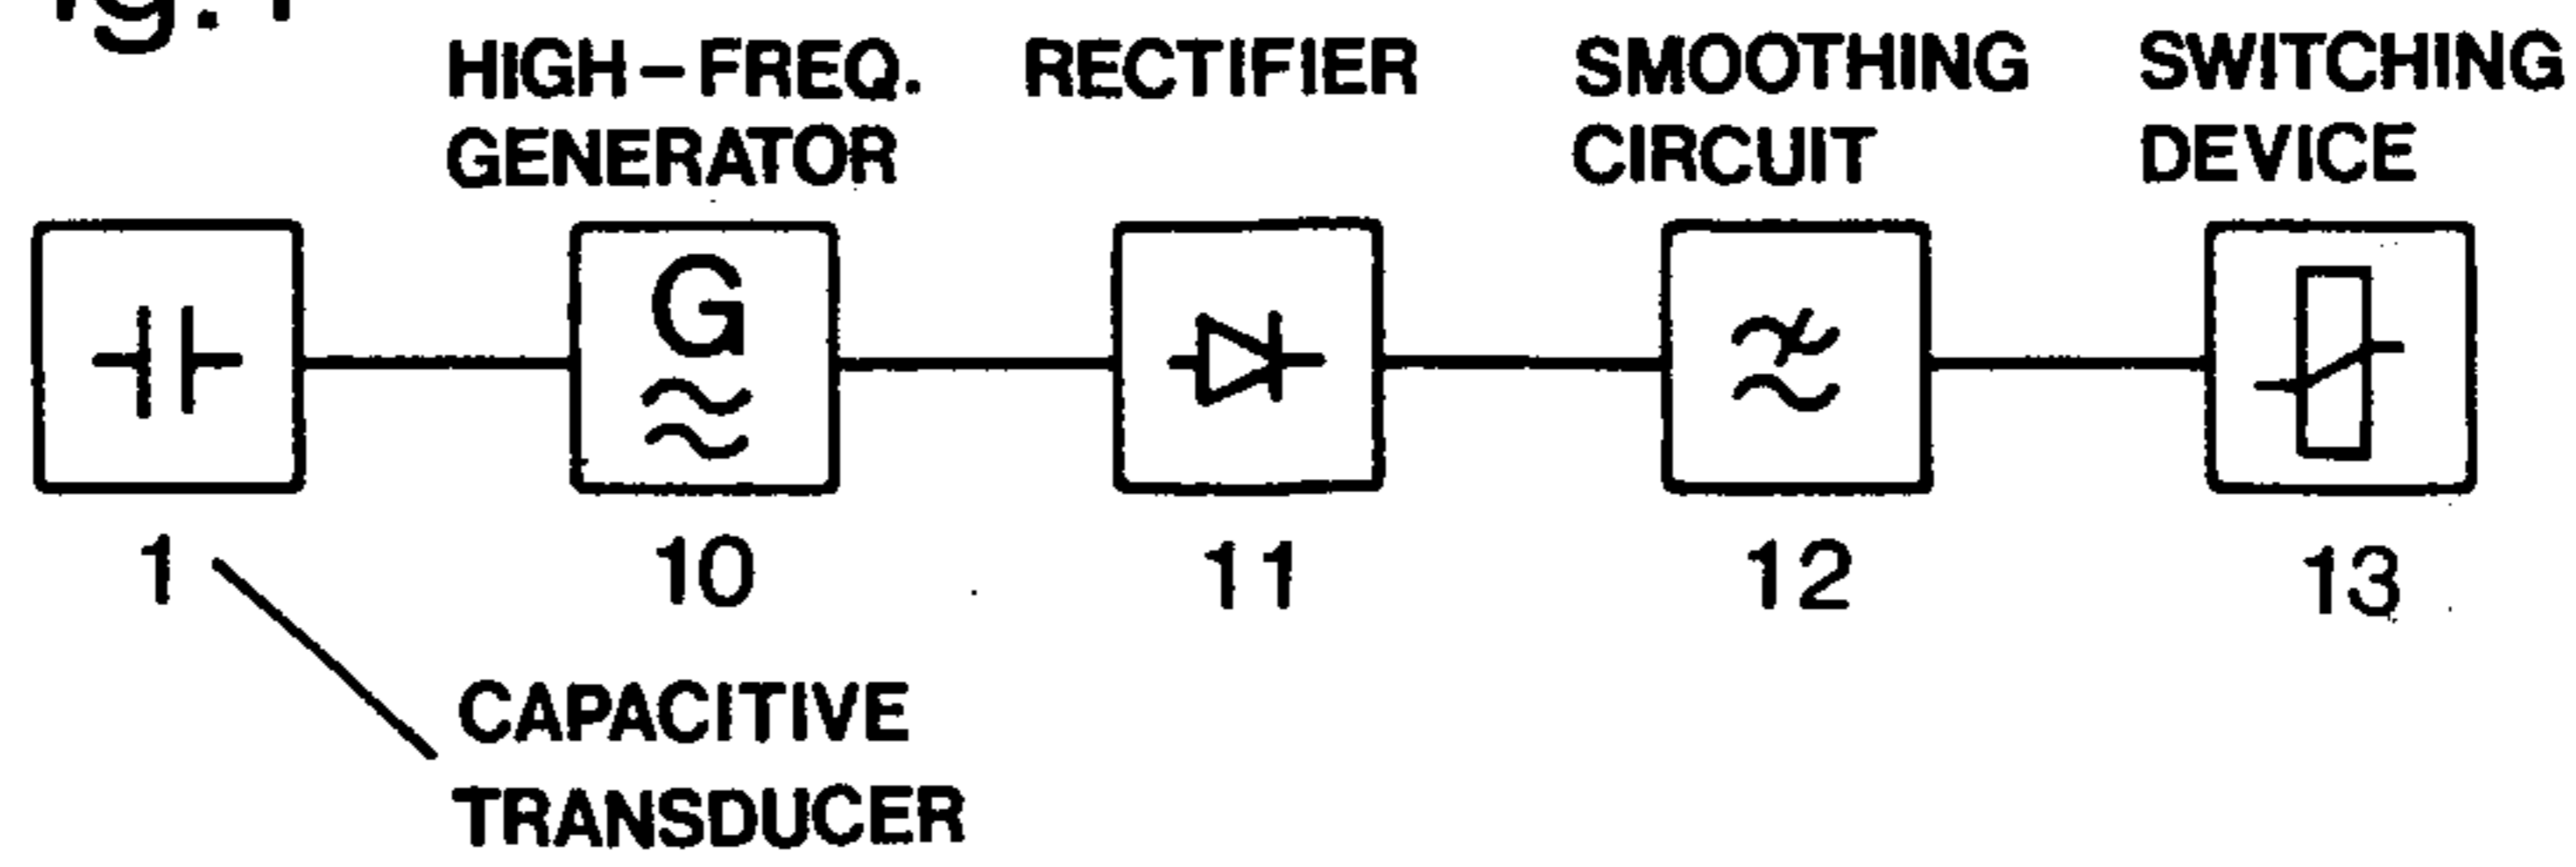 HIGH-FREQ.
GENERATOR
RECTIFIER
SMOOTHING
CIRCUIT
SWITCHING
DEVICE
G
1
10
11
12
13
CAPACITIVE
TRANSDUCER